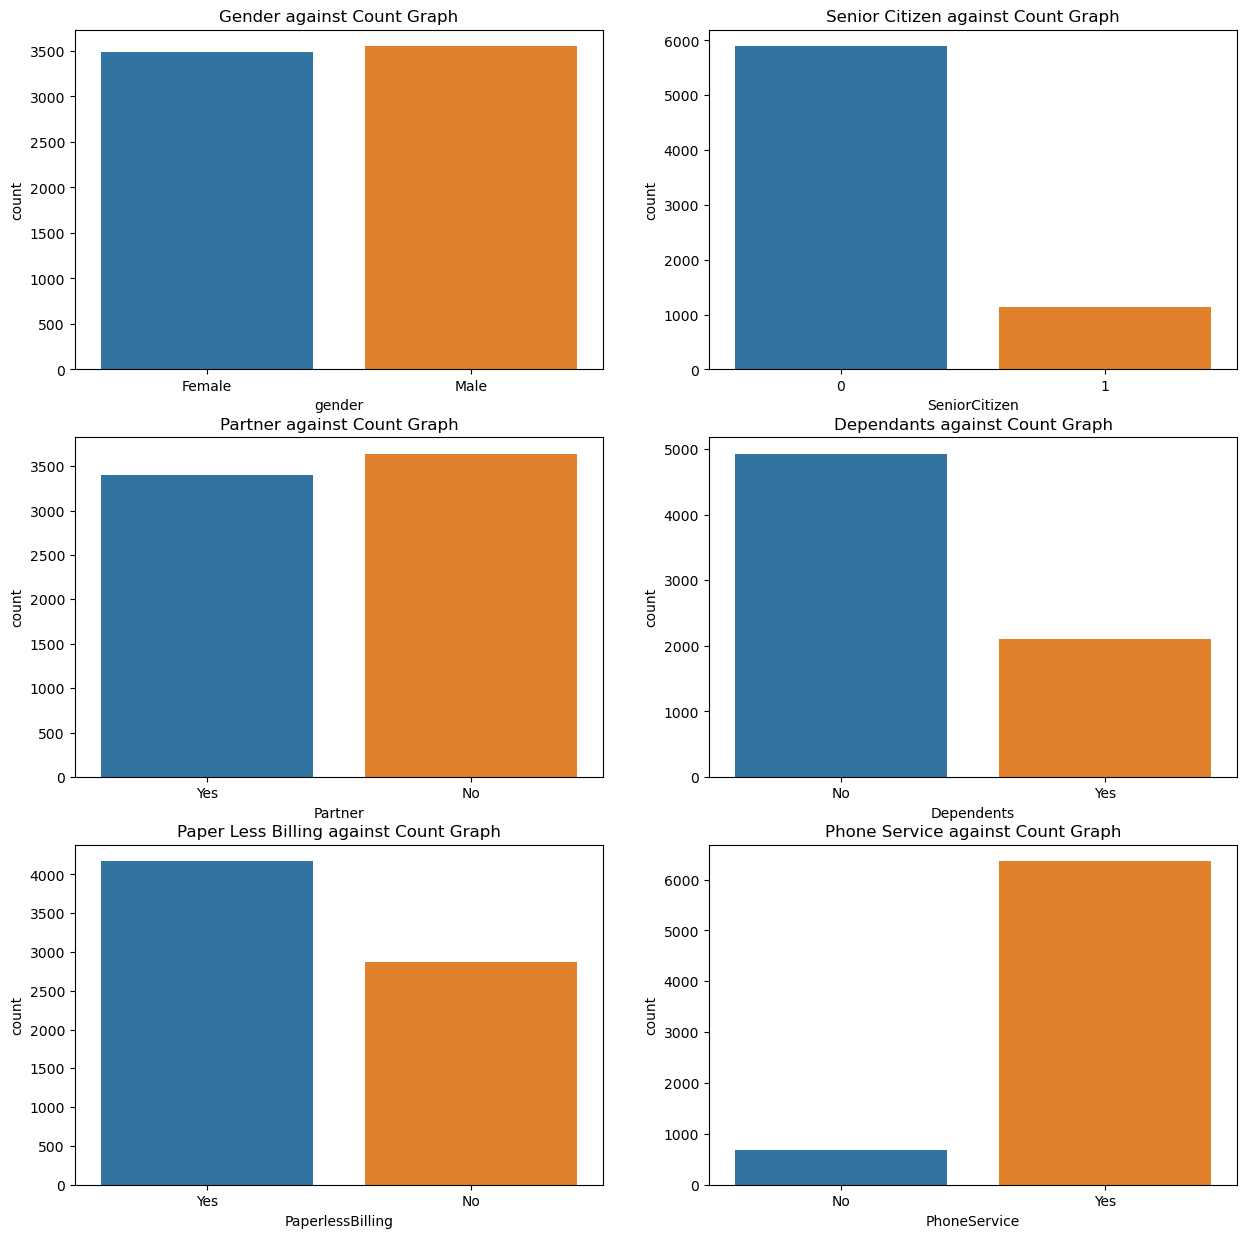 Gender against Count Graph
3500
3000
2500
2000
1500
1000
500
0
count
Female Male
gender
Senior Citizen against Count Graph
6000
5000
4000
3000
2000
1000
0
count
0 1
SeniorCitizen
Partner against Count Graph
3500
3000
2500
2000
1500
1000
500
0
count
Yes No
Partner
Dependants against Count Graph
5000
4000
3000
2000
1000
0
count
No Yes
Dependents
Paper Less Billing against Count Graph
4000
3500
3000
2500
2000
1500
1000
500
0
count
Yes No
PaperlessBilling
Phone Service against Count Graph
6000
5000
4000
3000
2000
1000
0
count
No Yes
PhoneService